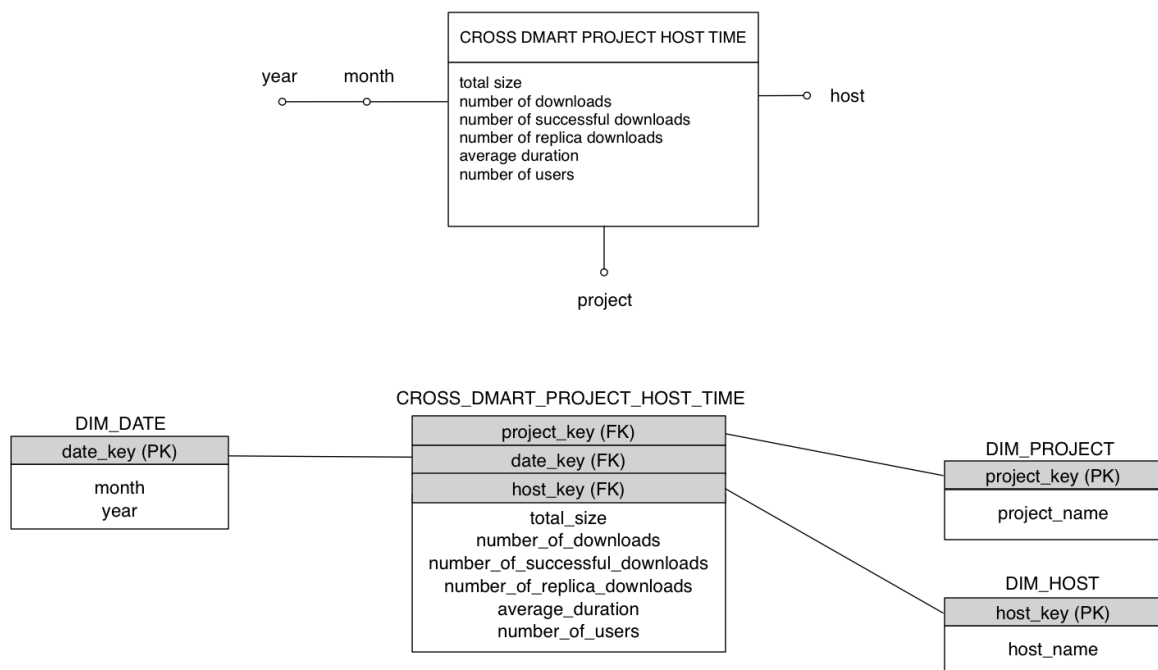 CROSS DMART PROJECT HOST TIME
year
month
total size
number of downloads
number of successful downloads
number of replica downloads
average duration
number of users
host
project
CROSS_DMART_PROJECT_HOST_TIME
DIM_DATE
date_key (PK)
month
year
project_key (FK)
date_key (FK)
host_key (FK)
total_size
number_of_downloads
number_of_successful_downloads
number_of_replica_downloads
average_duration
number_of_users
DIM_PROJECT
project_key (PK)
project_name
DIM_HOST
host_key (PK)
host_name